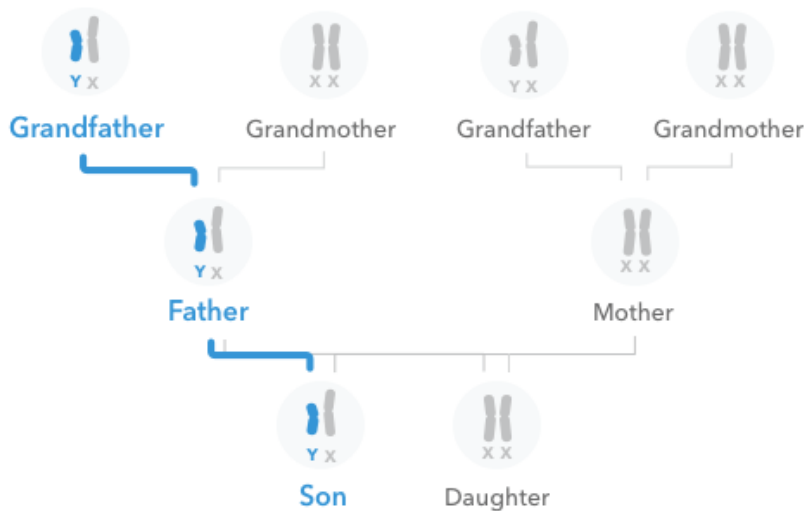 Y X
X X
Y X
X X
Grandfather
Grandmother
Grandfather
Grandmother
Y X
X X
Father
Mother
Y X
X X
Son
Daughter